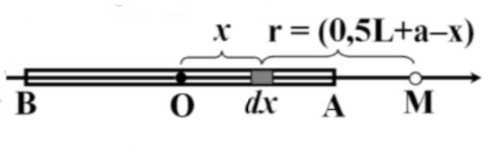 x r = (0,5L+a–x)
B O dx A M